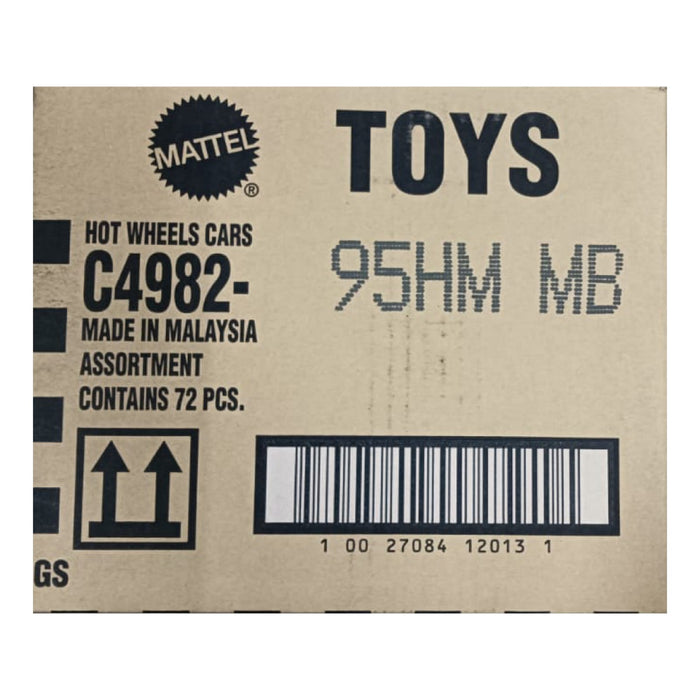 MATTEL®
TOYS
HOT WHEELS CARS
C4982-
95HM MB
MADE IN MALAYSIA
ASSORTMENT
CONTAINS 72 PCS.
1 00 27084 12013 1
GS